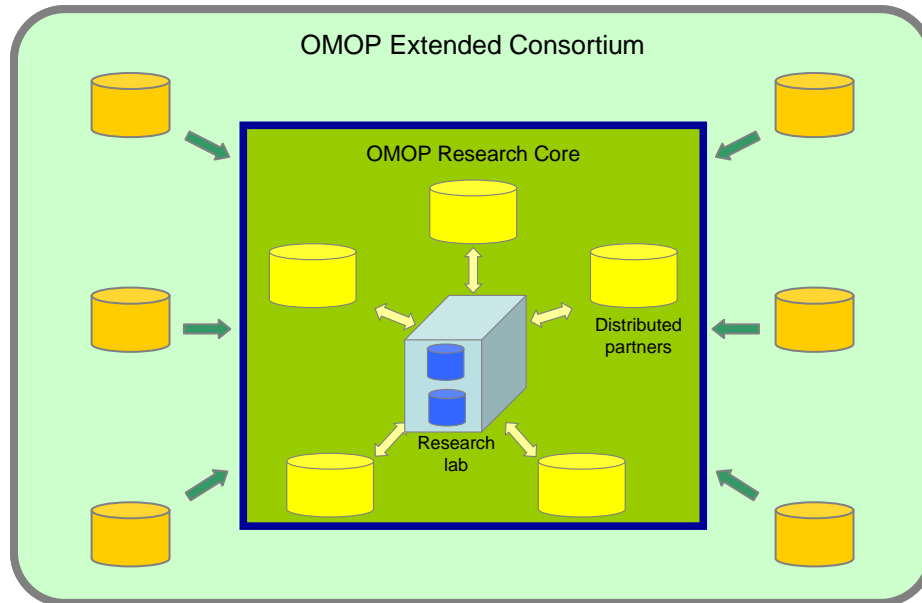 OMOP Extended Consortium
OMOP Research Core
Distributed
partners
Research
lab